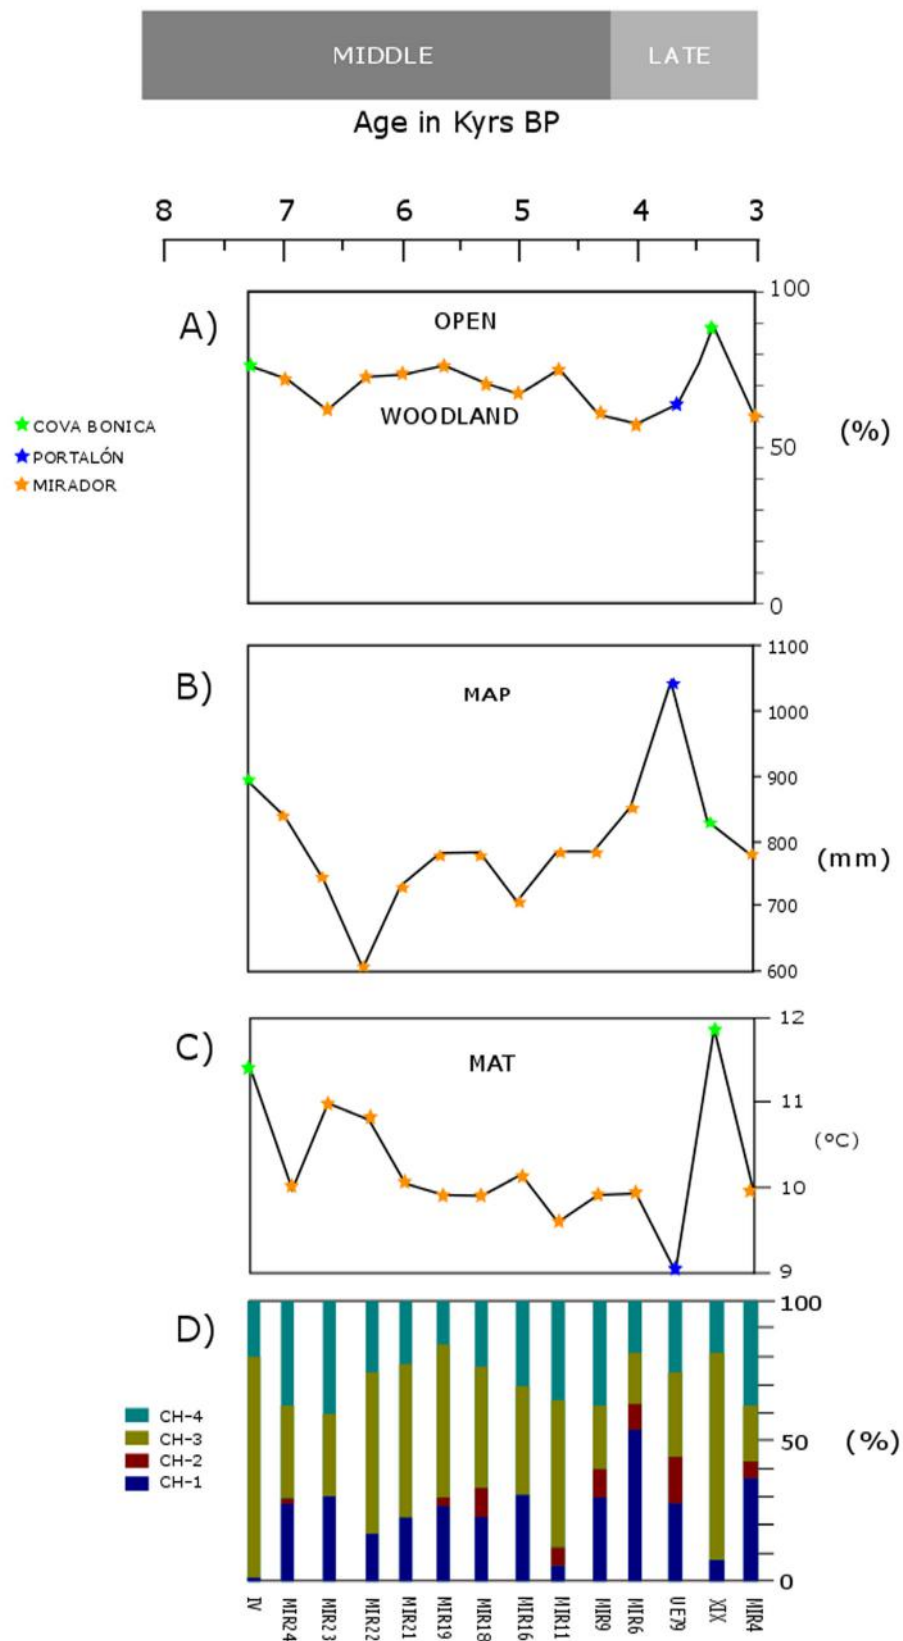 MIDDLE LATE
Age in Kyrs BP
8 7 6 5 4 3
A)
OPEN
WOODLAND
100
50
0
(%)
COVA BONICA
PORTALÓN
MIRADOR
B)
MAP
1100
1000
900
800
700
600
(mm)
C)
MAT
12
11
10
9
(ºC)
D)
100
50
0
(%)
CH-4
CH-3
CH-2
CH-1
IV MIR24 MIR23 MIR22 MIR21 MIR19 MIR18 MIR16 MIR11 MIR9 MIR6 UE79 XIX MIR4